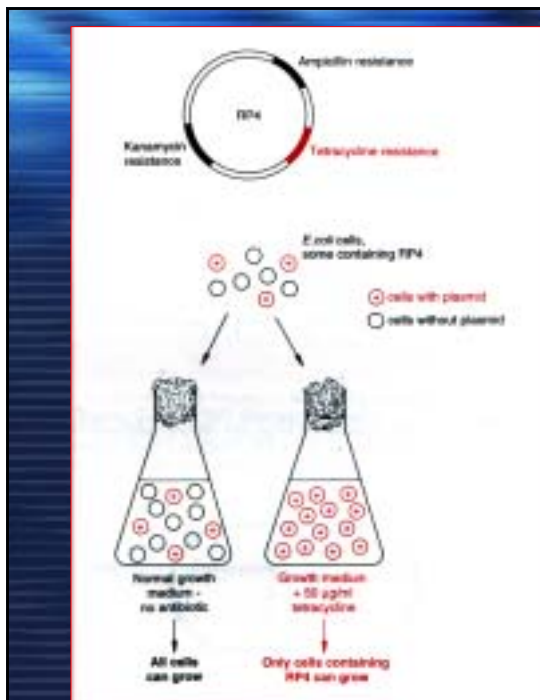 Ampicillin resistance
RP4
Kanamycin
resistance
Tetracycline resistance
E.coli cells,
some containing RP4
cells with plasmid
cells without plasmid
Normal growth
medium -
no antibiotic
Growth medium
+ 50 µg/ml
tetracycline
All cells
can grow
Only cells containing
RP4 can grow